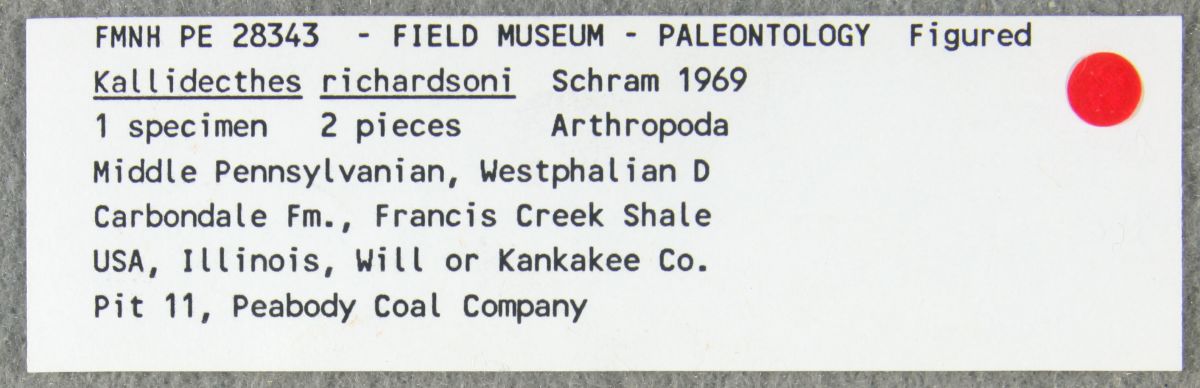 FMNH PE 28343 - FIELD MUSEUM - PALEONTOLOGY Figured
Kallidecthes richardsoni Schram 1969
1 specimen 2 pieces Arthropoda
Middle Pennsylvanian, Westphalian D
Carbondale Fm., Francis Creek Shale
USA, Illinois, Will or Kankakee Co.
Pit 11, Peabody Coal Company